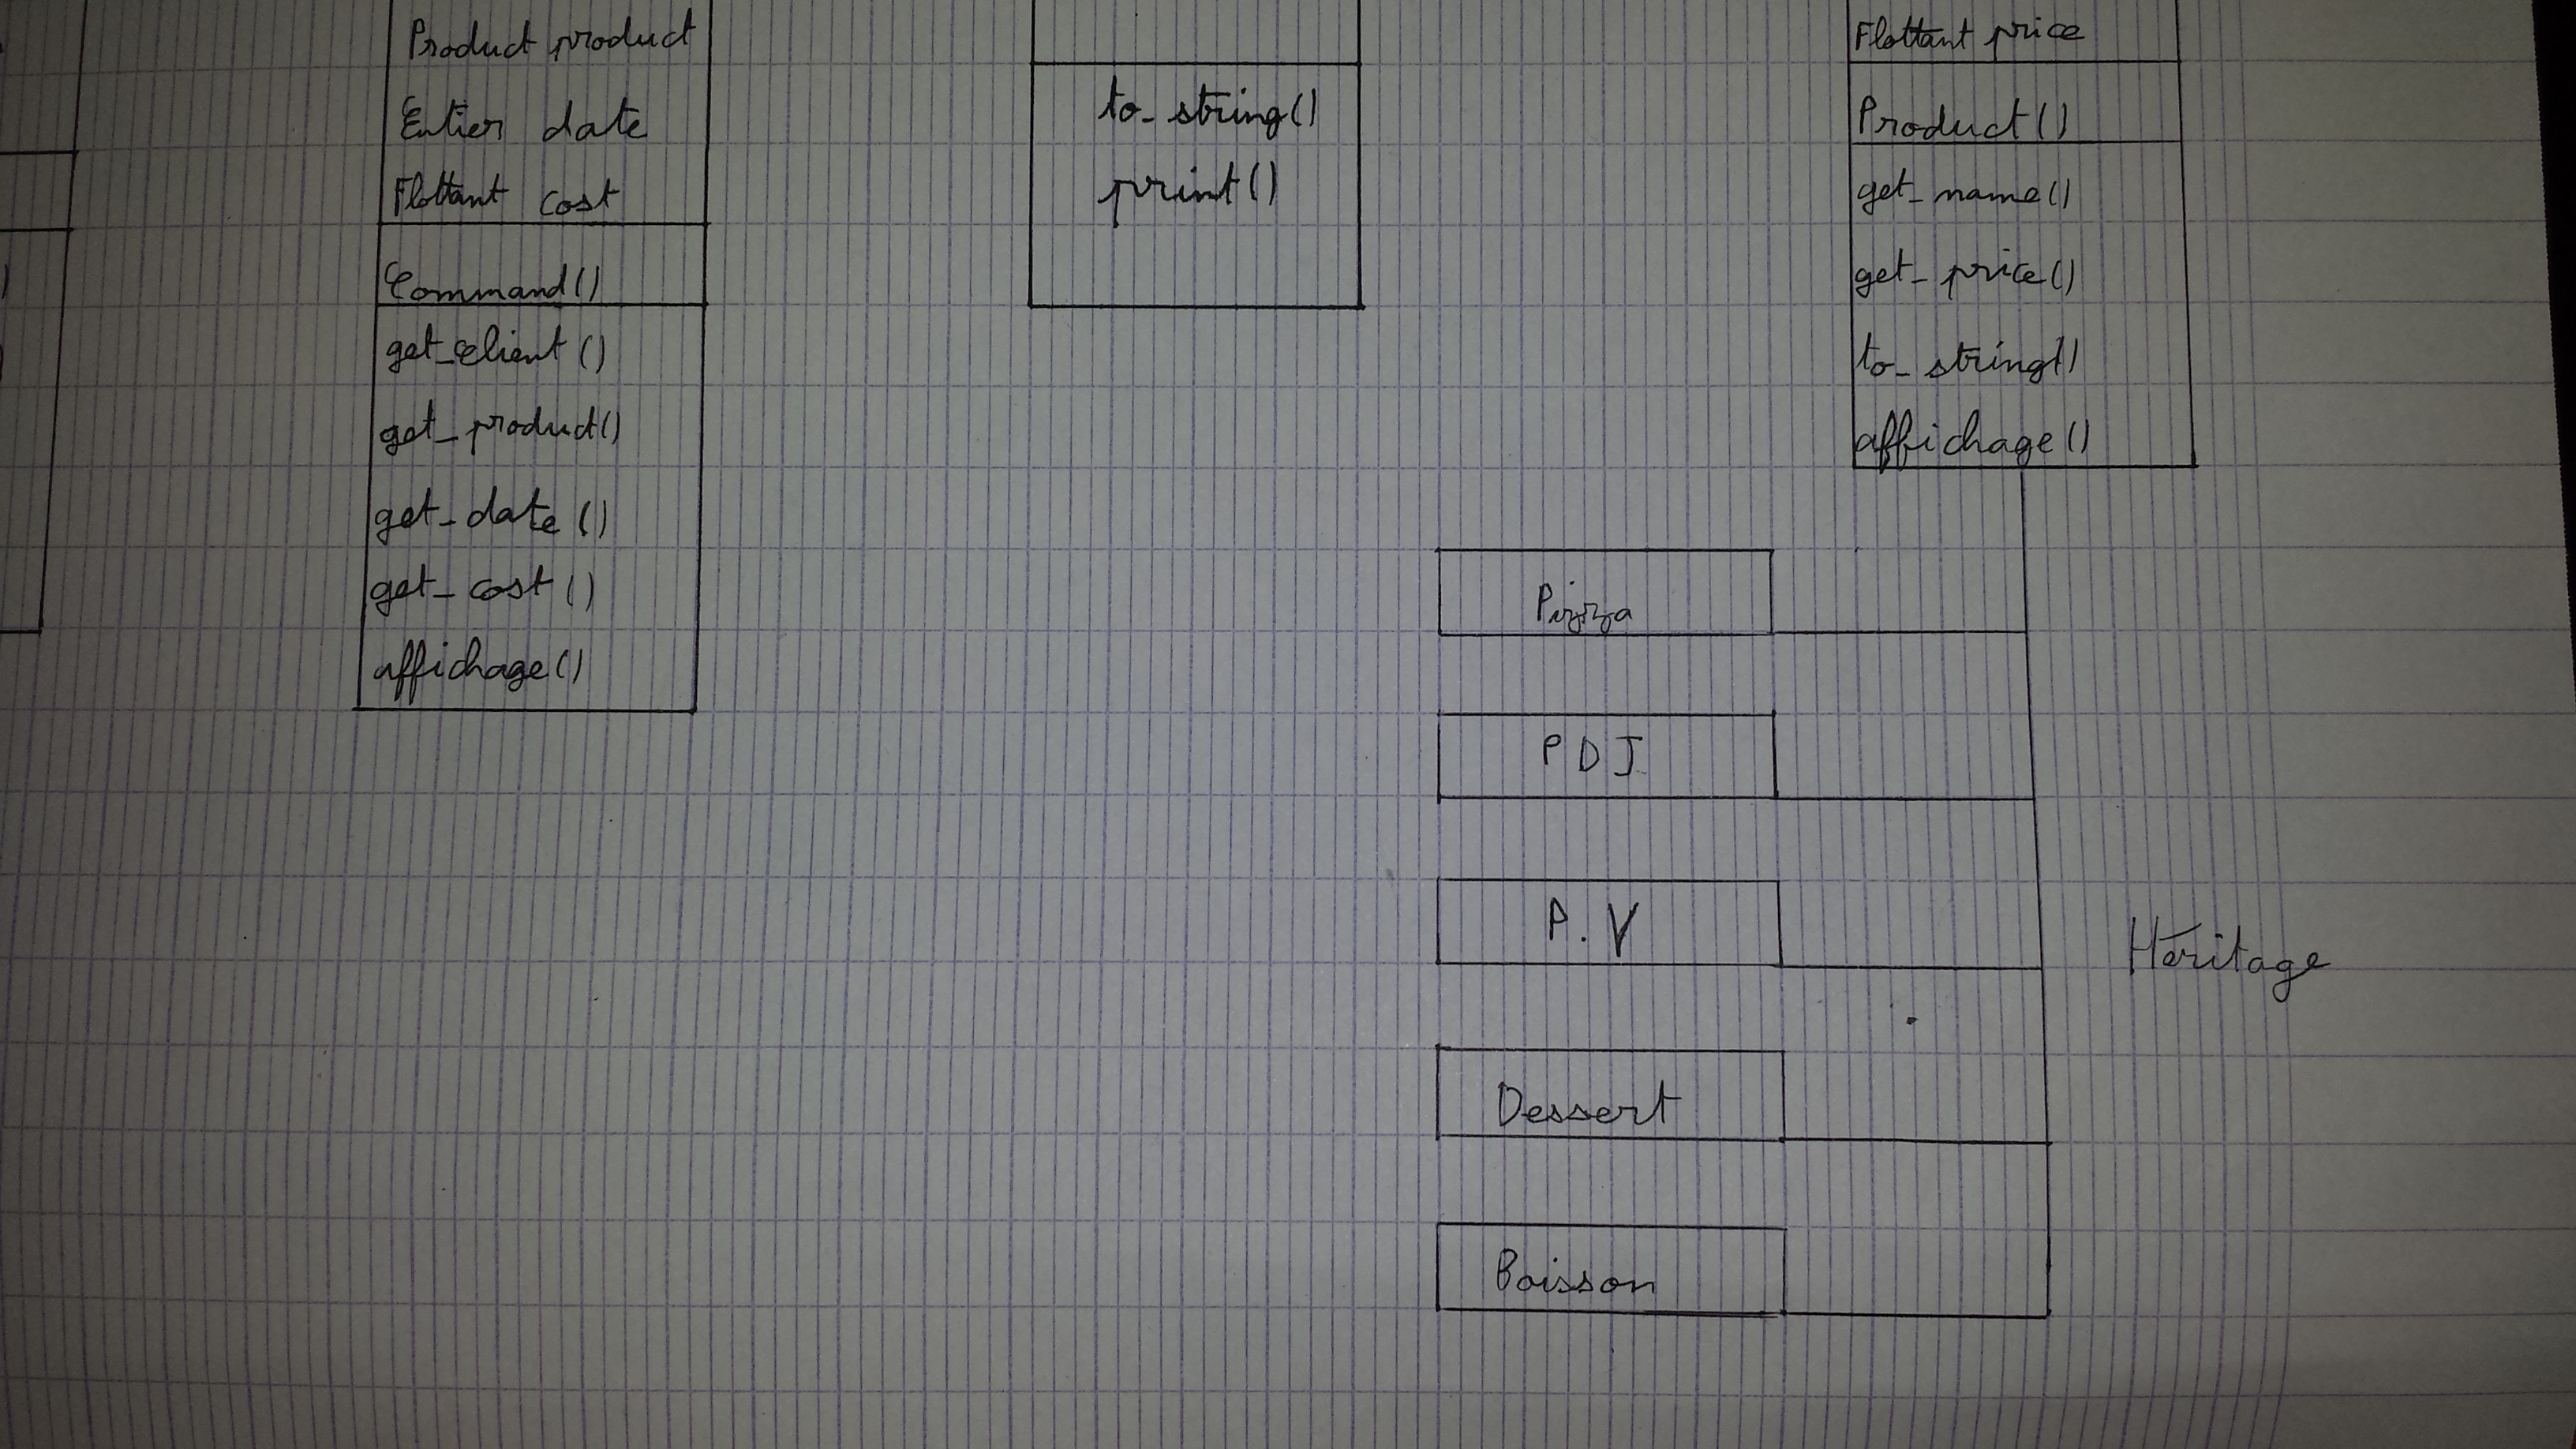 Product product
Entier date
Flottant cost
Command()
get_client()
get_product()
get_date()
get_cost()
affichage()
to_string()
print()
Flottant price
Product()
get_name()
get_price()
to_string()
affichage()
Pizza
PDJ
P.V
Dessert
Boisson
Héritage